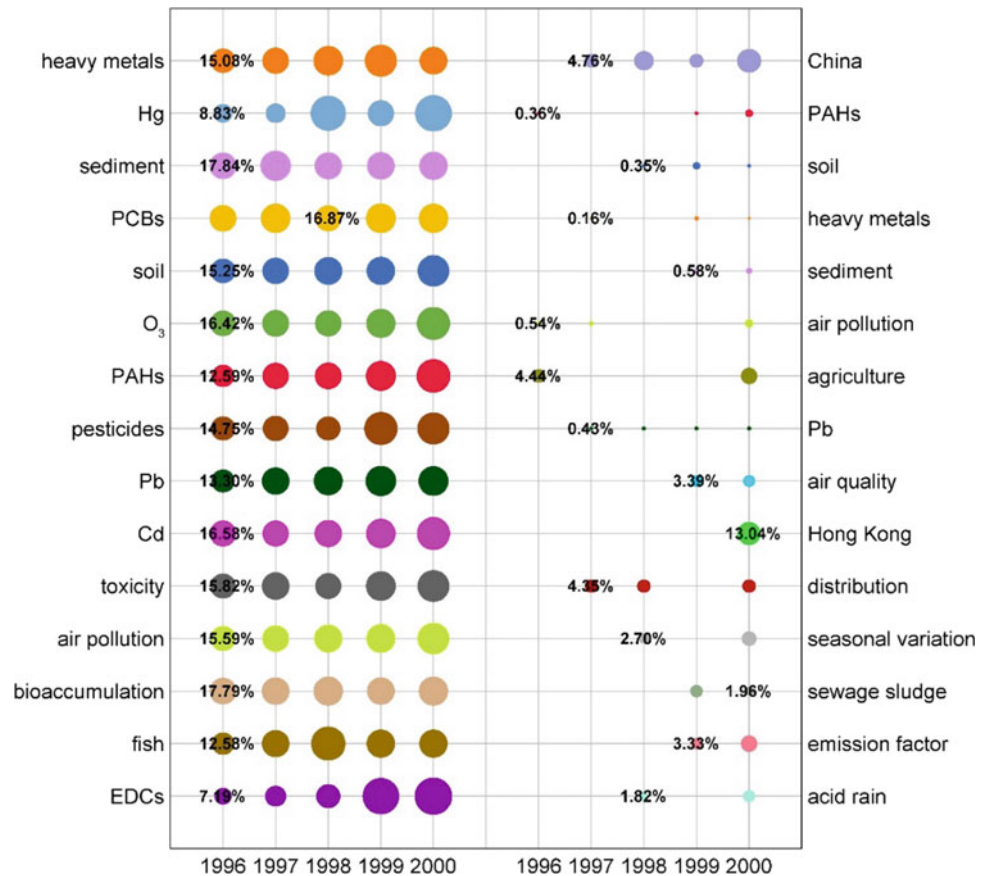 heavy metals 15.08% 4.76% China
Hg 8.83% 0.36% PAHs
sediment 17.84% 0.35% soil
PCBs 16.87% 0.16% heavy metals
soil 15.25% 0.58% sediment
O3 16.42% 0.54% air pollution
PAHs 12.59% 4.44% agriculture
pesticides 14.75% 0.43% Pb
Pb 13.30% 3.39% air quality
Cd 16.58% 13.04% Hong Kong
toxicity 15.82% 4.35% distribution
air pollution 15.59% 2.70% seasonal variation
bioaccumulation 17.79% 1.96% sewage sludge
fish 12.58% 3.33% emission factor
EDCs 7.19% 1.82% acid rain
1996 1997 1998 1999 2000 1996 1997 1998 1999 2000